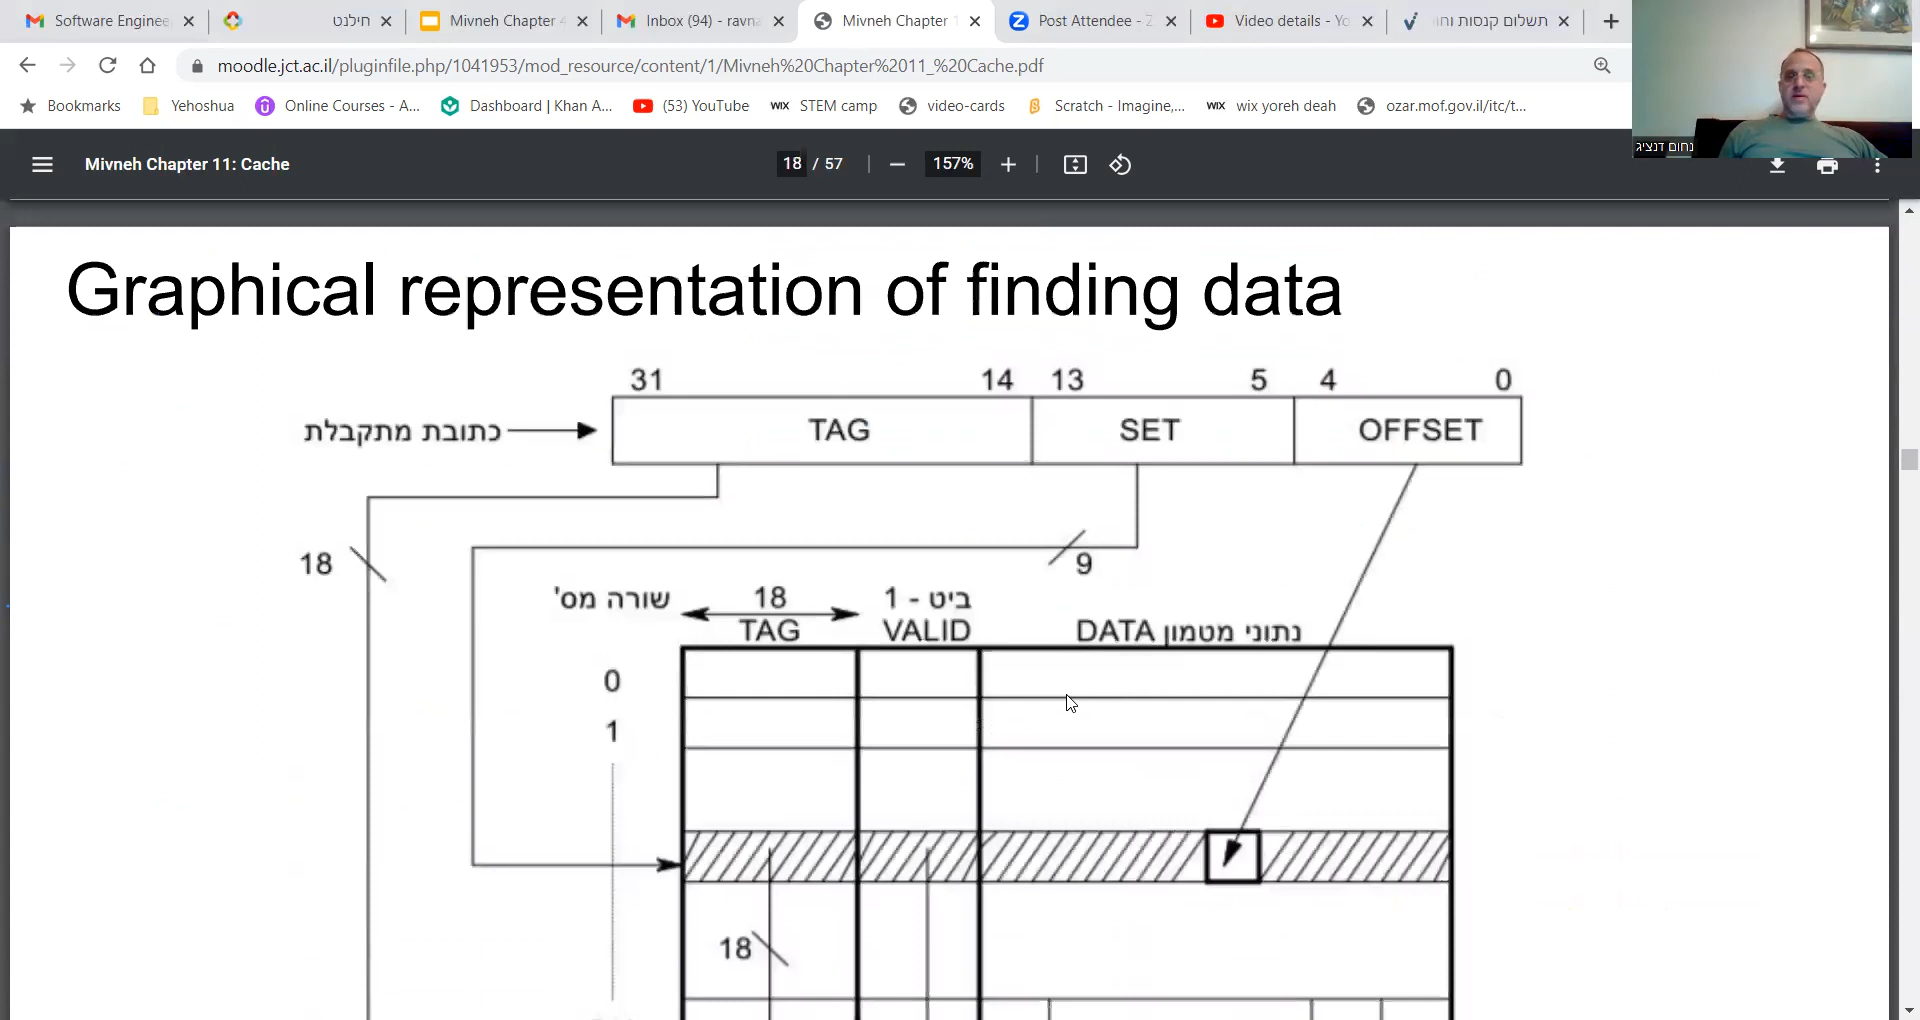 Software Enginee
חילנט
Mivneh Chapter
Inbox (94) - ravna
Mivneh Chapter
Post Attendee - Z
Video details - Yo
תשלום קנסות וחו
moodle.jct.ac.il/pluginfile.php/1041953/mod_resource/content/1/Mivneh%20Chapter%2011_%20Cache.pdf
Bookmarks
Yehoshua
Online Courses - A...
Dashboard | Khan A...
(53) YouTube
WIX STEM camp
video-cards
Scratch - Imagine,...
WIX wix yoreh deah
ozar.mof.gov.il/itc/t...
נחום דנציג
Mivneh Chapter 11: Cache
18 / 57
157%
Graphical representation of finding data
31 14 13 5 4 0
כתובת מתקבלת
TAG SET OFFSET
18
9
שורה מס'
18
1 - ביט
TAG VALID
נתוני מטמון DATA
0
1
18